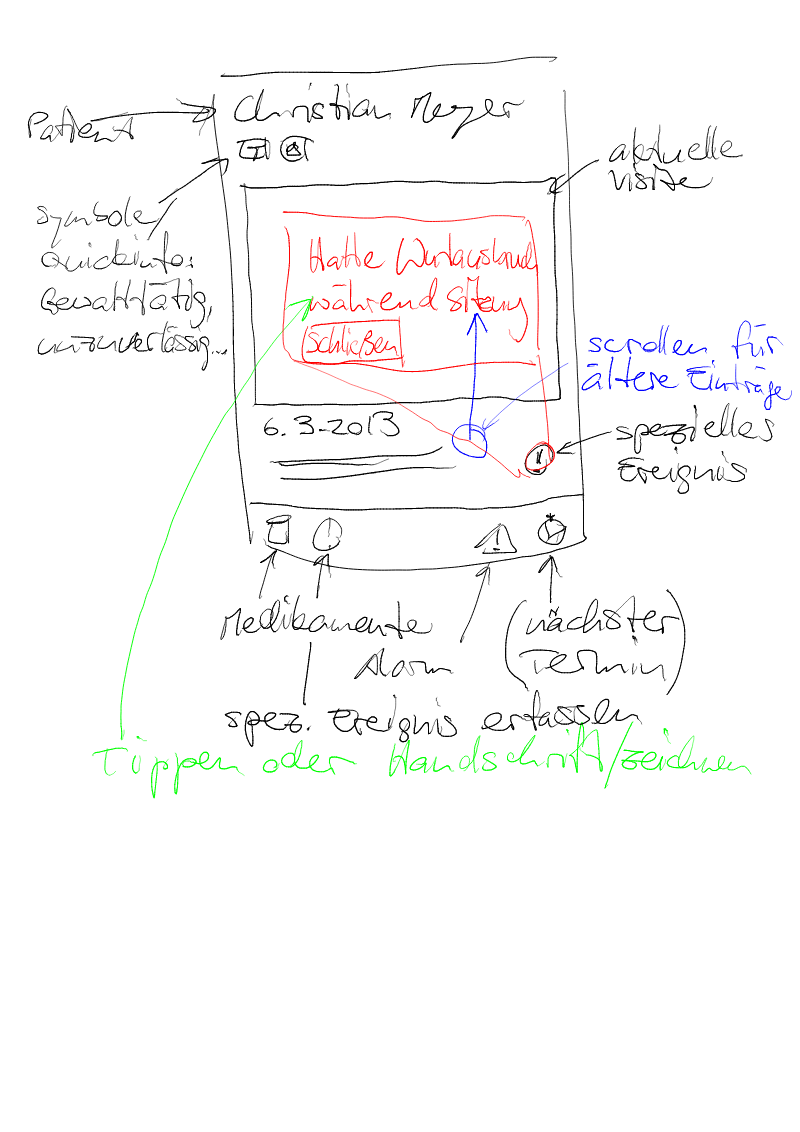 Christian Meyer
Patient
aktuelle
Visite
Symbole/
Quickinfo:
Gewalttätig,
unzuverlässig...
Hatte Wutausbruch
während Sitzung
Schließen
scrollen für
ältere Einträge
6.3-2013
spezielles
Ereignis
Medikamente
(nächster
Termin)
Alarm
spez. Ereignis erfassen
Tippen oder Handschrift/zeichnen